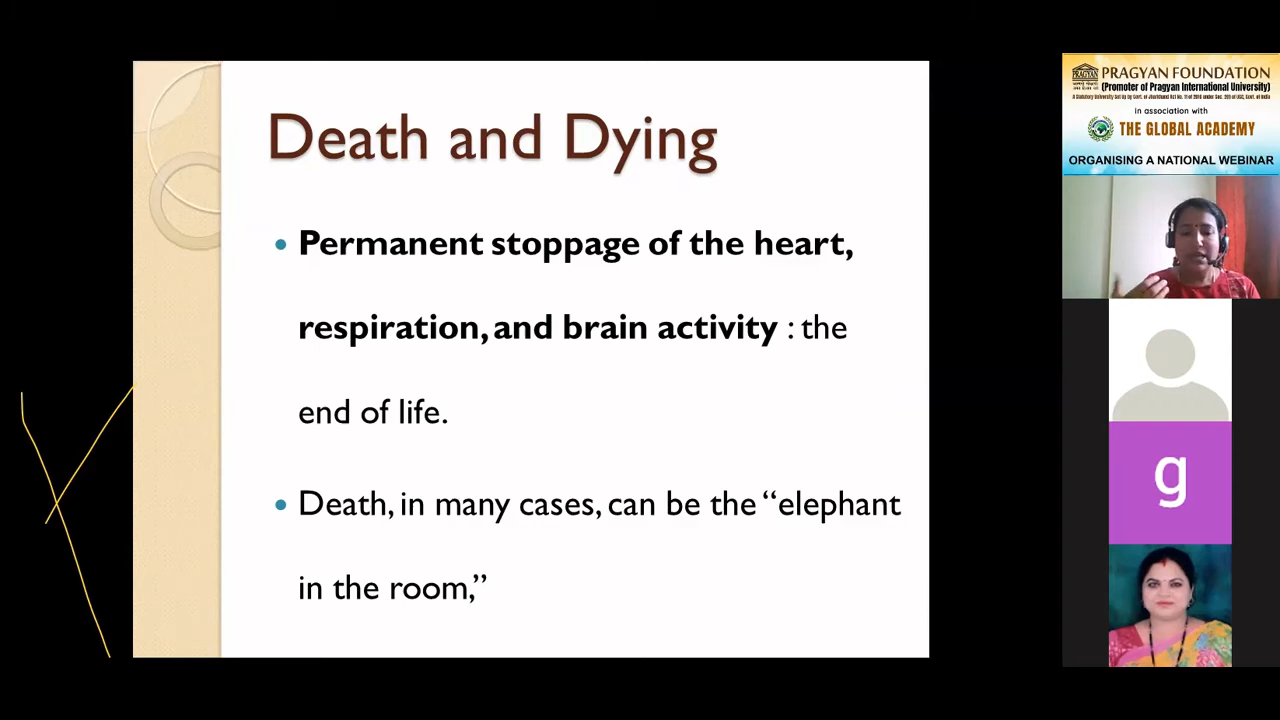 Death and Dying
• Permanent stoppage of the heart,
respiration, and brain activity : the
end of life.
• Death, in many cases, can be the “elephant
in the room,”
PRAGYAN FOUNDATION
(Promoter of Pragyan International University)
in association with
THE GLOBAL ACADEMY
ORGANISING A NATIONAL WEBINAR
g